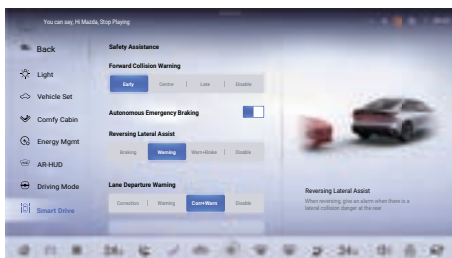 You can say, Hi Mazda, Stop Playing
Back
Light
Vehicle Set
Comfy Cabin
Energy Mgmt
AR-HUD
Driving Mode
Smart Drive
Safety Assistance
Forward Collision Warning
Early Centre Late Disable
Autonomous Emergency Braking
Reversing Lateral Assist
Braking Warning Warn+Brake Disable
Lane Departure Warning
Correction Warning Corr+Warn Disable
Reversing Lateral Assist
When reversing, give an alarm when there is a
lateral collision danger at the rear